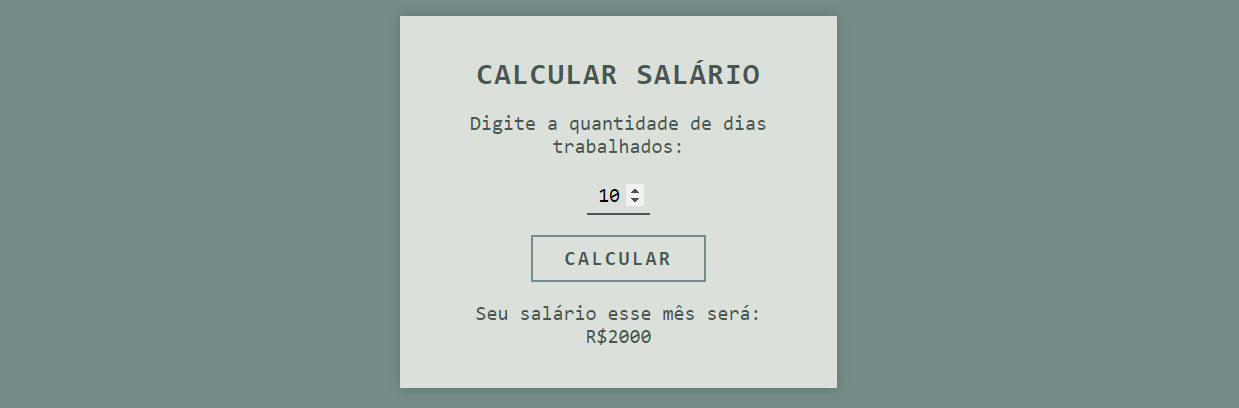 CALCULAR SALÁRIO
Digite a quantidade de dias
trabalhados:
10
CALCULAR
Seu salário esse mês será:
R$2000